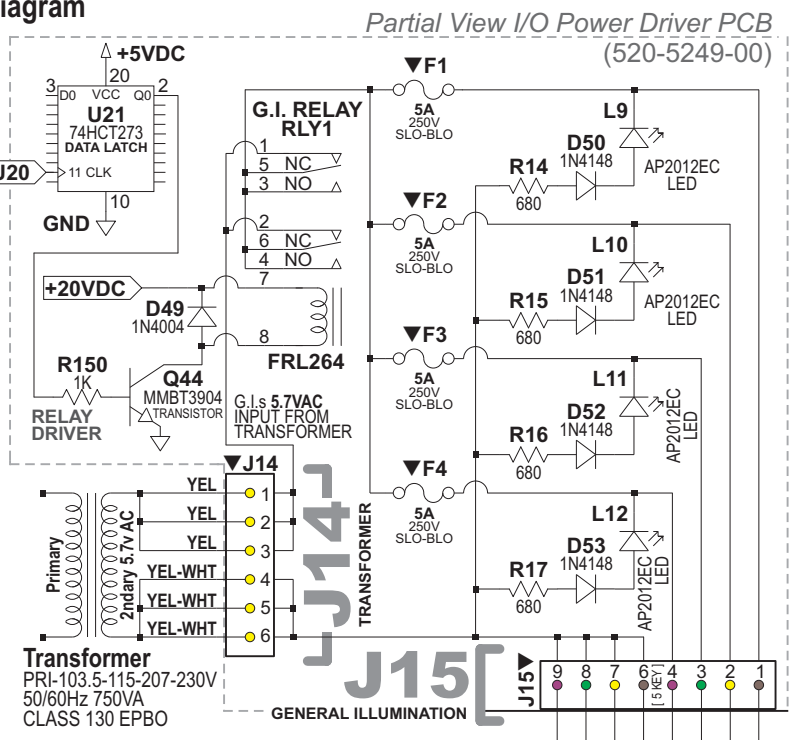 diagram
Partial View I/O Power Driver PCB
(520-5249-00)
+5VDC
20
3 D0 VCC Q0 2
U21
74HCT273
DATA LATCH
U20
11 CLK
10
GND
+20VDC
D49
1N4004
R150
1K
RELAY
DRIVER
Q44
MMBT3904
TRANSISTOR
G.I. RELAY
RLY1
1
5 NC
3 NO
2
6 NC
4 NO
7
8
FRL264
G.I.s 5.7VAC
INPUT FROM
TRANSFORMER
▼F1
5A
250V
SLO-BLO
L9
D50
1N4148
R14
680
AP2012EC
LED
▼F2
5A
250V
SLO-BLO
L10
D51
1N4148
R15
680
AP2012EC
LED
▼F3
5A
250V
SLO-BLO
L11
D52
1N4148
R16
680
AP2012EC
LED
▼F4
5A
250V
SLO-BLO
L12
D53
1N4148
R17
680
AP2012EC
LED
▼J14
YEL 1
YEL 2
YEL 3
YEL-WHT 4
YEL-WHT 5
YEL-WHT 6
J14
TRANSFORMER
Primary
2ndary 5.7v AC
Transformer
PRI-103.5-115-207-230V
50/60Hz 750VA
CLASS 130 EPBO
J15
GENERAL ILLUMINATION
J15▼
9 8 7 6 [ 5 KEY ] 4 3 2 1